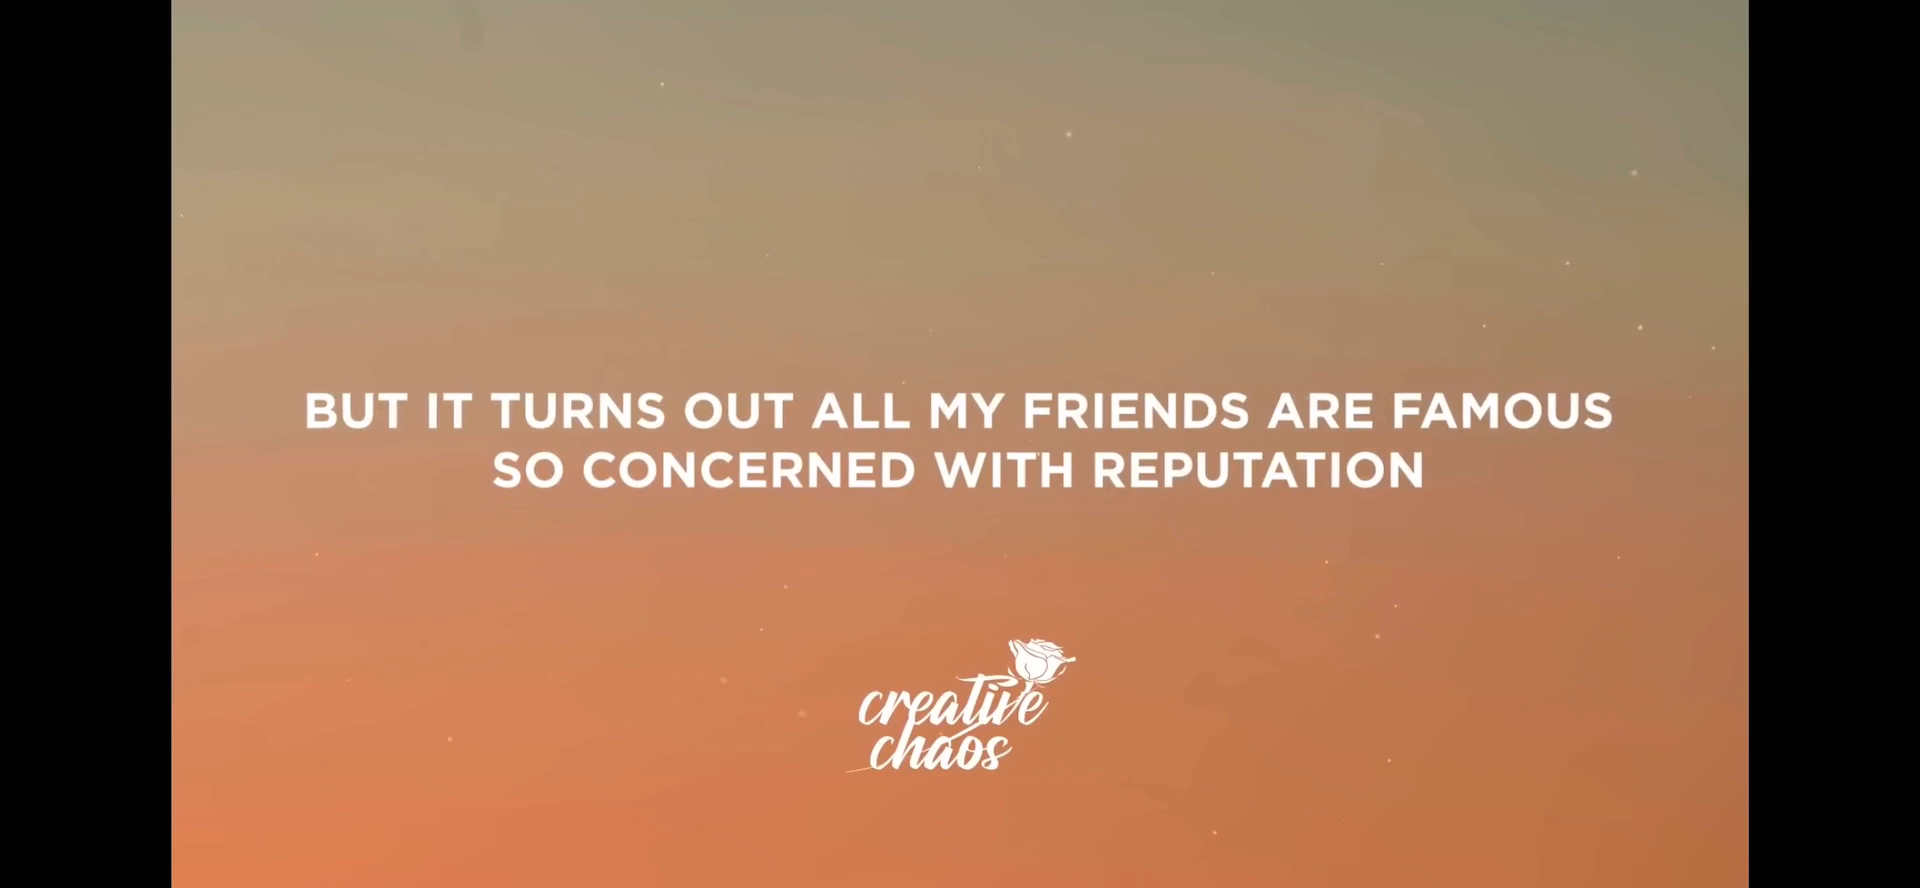 BUT IT TURNS OUT ALL MY FRIENDS ARE FAMOUS
SO CONCERNED WITH REPUTATION
creative
chaos